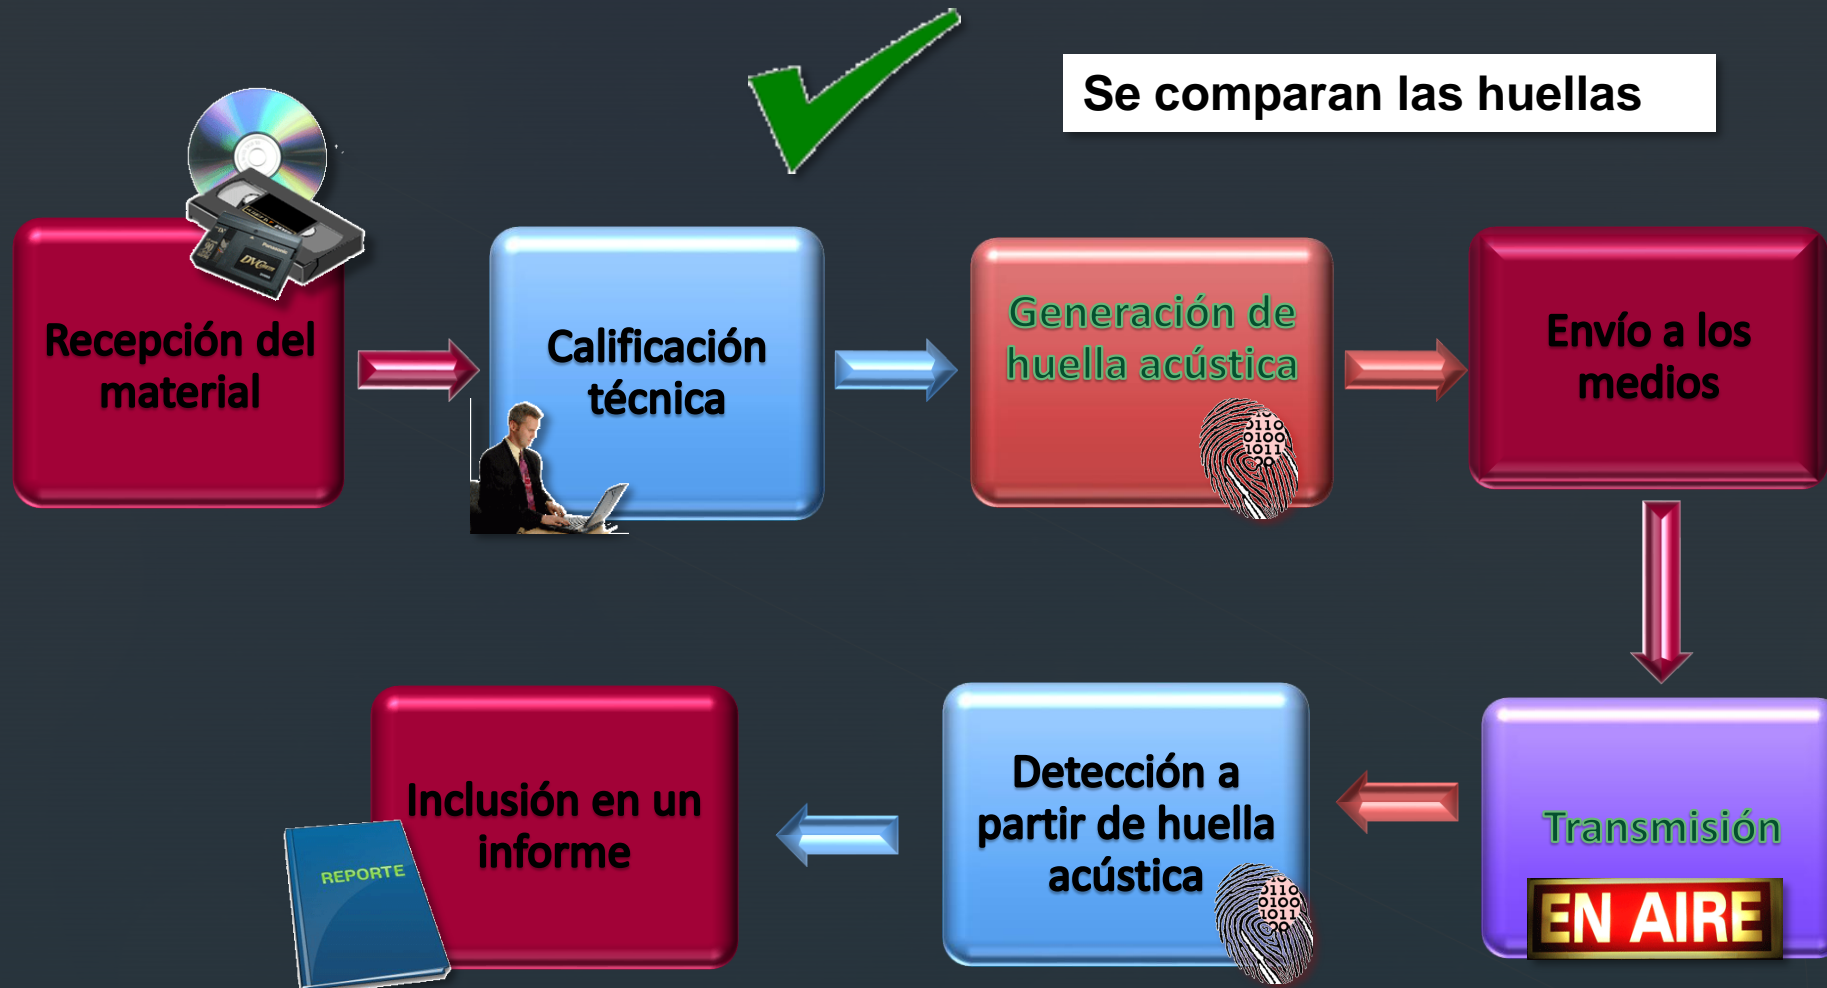 Se comparan las huellas
Recepción del
material
Calificación
técnica
Generación de
huella acústica
Envío a los
medios
Transmisión
EN AIRE
Detección a
partir de huella
acústica
Inclusión en un
informe
REPORTE